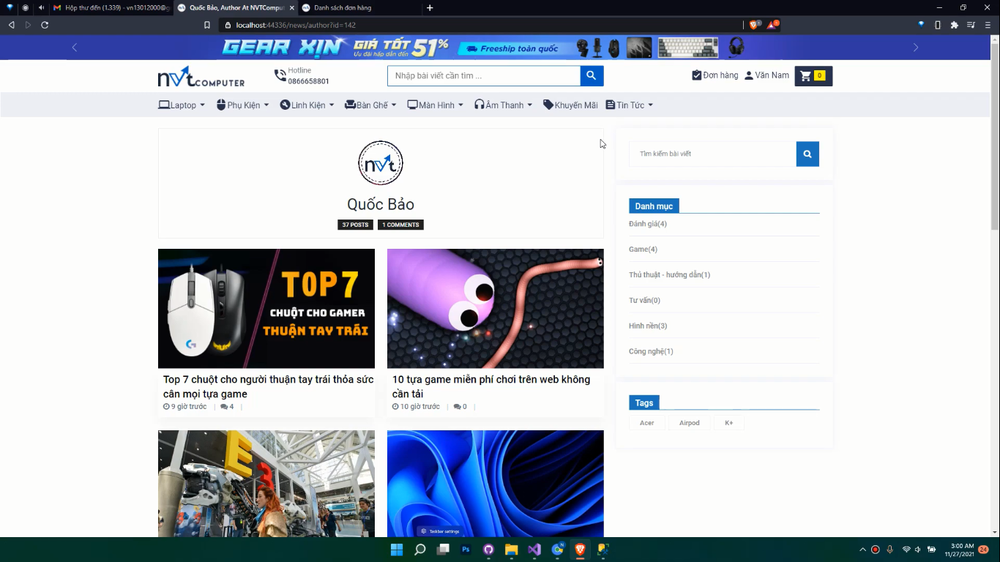 Hộp thư đến (1.339) - vn13012000@g
Quốc Bảo, Author At NVTComput
Danh sách đơn hàng
localhost:44336/news/author?id=142
GEAR XỊN
GIÁ TỐT
Ưu đãi hấp dẫn đến
51%
Freeship toàn quốc
nvt COMPUTER
Hotline
0866658801
Nhập bài viết cần tìm ...
Đơn hàng
Văn Nam
0
Laptop
Phụ Kiện
Linh Kiện
Bàn Ghế
Màn Hình
Âm Thanh
Khuyến Mãi
Tin Tức
nvt
Quốc Bảo
37 POSTS
1 COMMENTS
Tìm kiếm bài viết
Danh mục
Đánh giá(4)
Game(4)
Thủ thuật - hướng dẫn(1)
Tư vấn(0)
Hình nền(3)
Công nghệ(1)
Tags
Acer
Airpod
K+
TOP 7
CHUỘT CHO GAMER
THUẬN TAY TRÁI
Top 7 chuột cho người thuận tay trái thỏa sức
cân mọi tựa game
9 giờ trước
4
10 tựa game miễn phí chơi trên web không
cần tải
10 giờ trước
0
E3
Taskbar settings
Ps
N
3:00 AM
11/27/2021
24